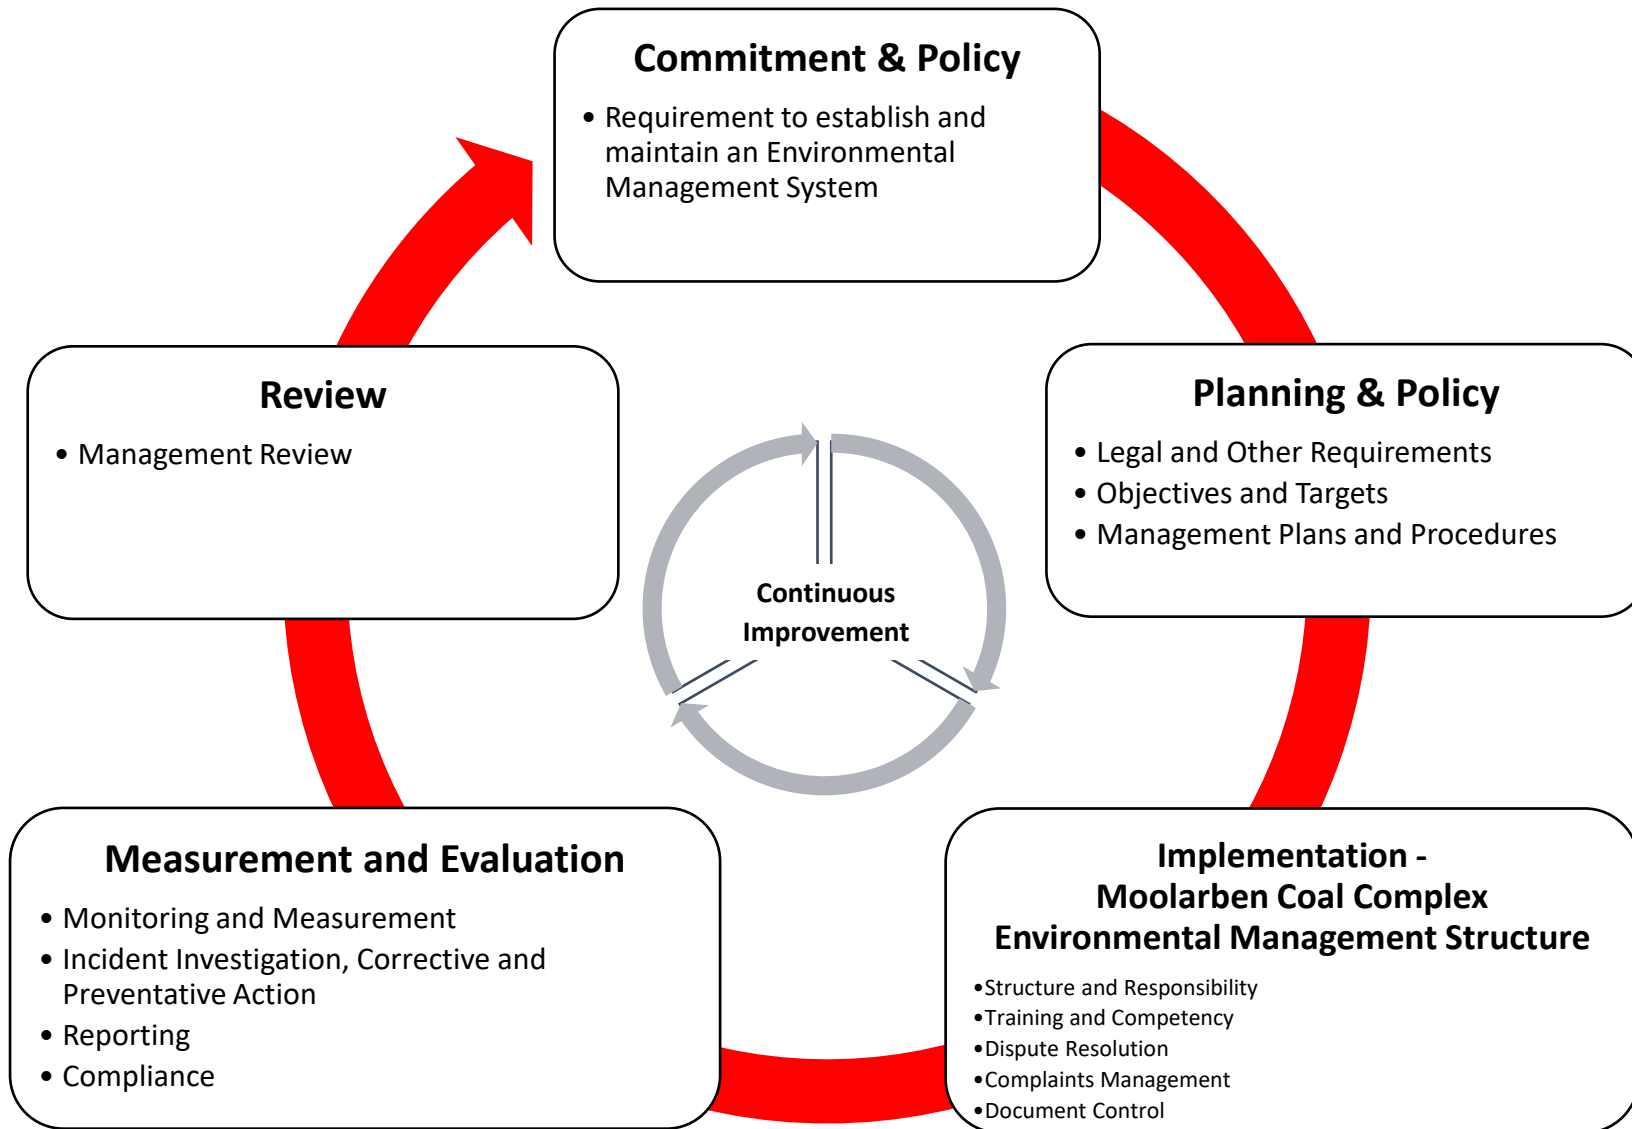 Commitment & Policy
• Requirement to establish and
maintain an Environmental
Management System
Planning & Policy
• Legal and Other Requirements
• Objectives and Targets
• Management Plans and Procedures
Implementation -
Moolarben Coal Complex
Environmental Management Structure
•Structure and Responsibility
•Training and Competency
•Dispute Resolution
•Complaints Management
•Document Control
Measurement and Evaluation
• Monitoring and Measurement
• Incident Investigation, Corrective and
Preventative Action
• Reporting
• Compliance
Review
• Management Review
Continuous
Improvement